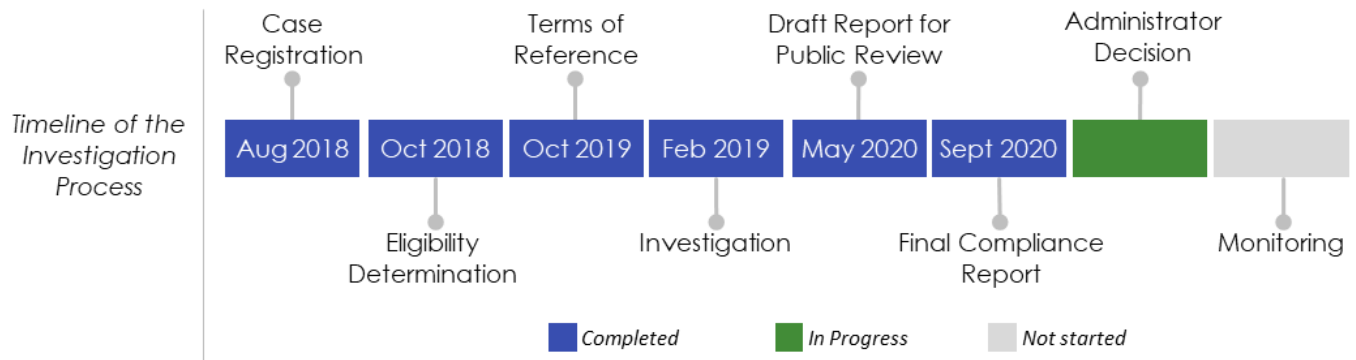 Case
Registration
Terms of
Reference
Draft Report for
Public Review
Administrator
Decision
Timeline of the
Investigation
Process
Aug 2018
Oct 2018
Oct 2019
Feb 2019
May 2020
Sept 2020
Eligibility
Determination
Investigation
Final Compliance
Report
Monitoring
Completed
In Progress
Not started